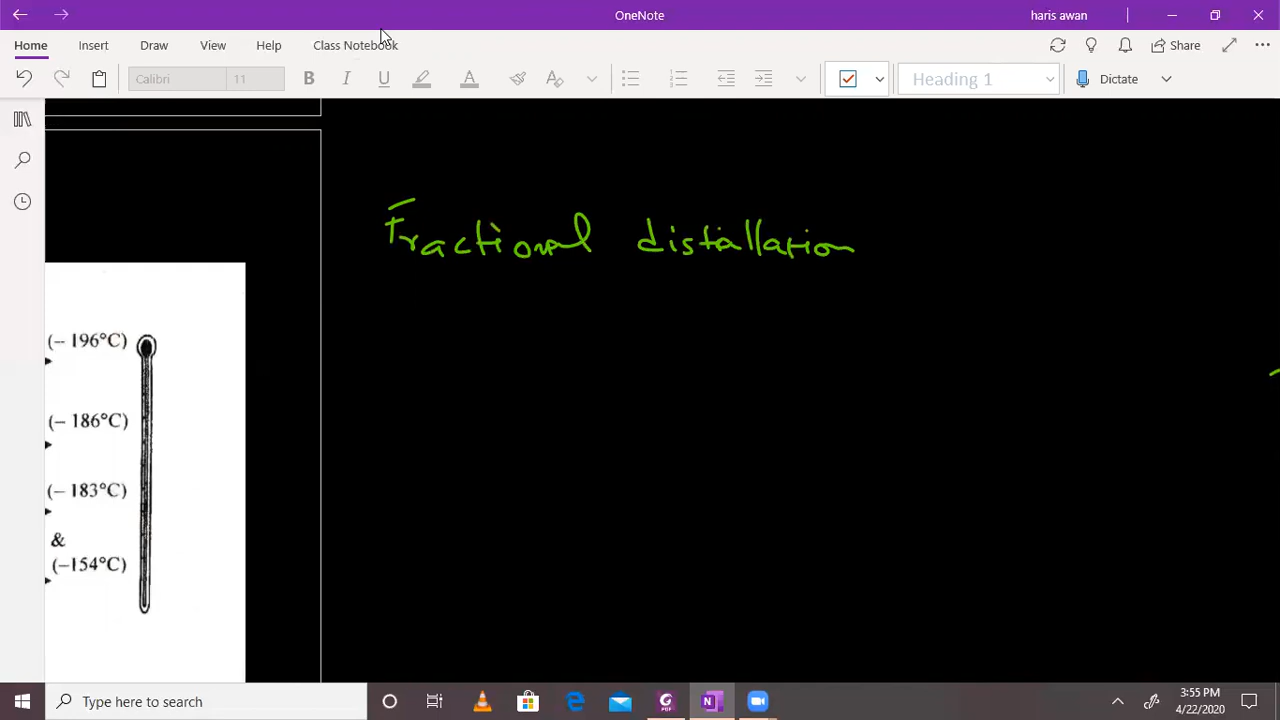 OneNote
haris awan
Home Insert Draw View Help Class Notebook
Share
Calibri 11 B I U A Heading 1 Dictate
Fractional distallation
(– 196°C)
(– 186°C)
(– 183°C)
&
(–154°C)
Type here to search
3:55 PM
4/22/2020